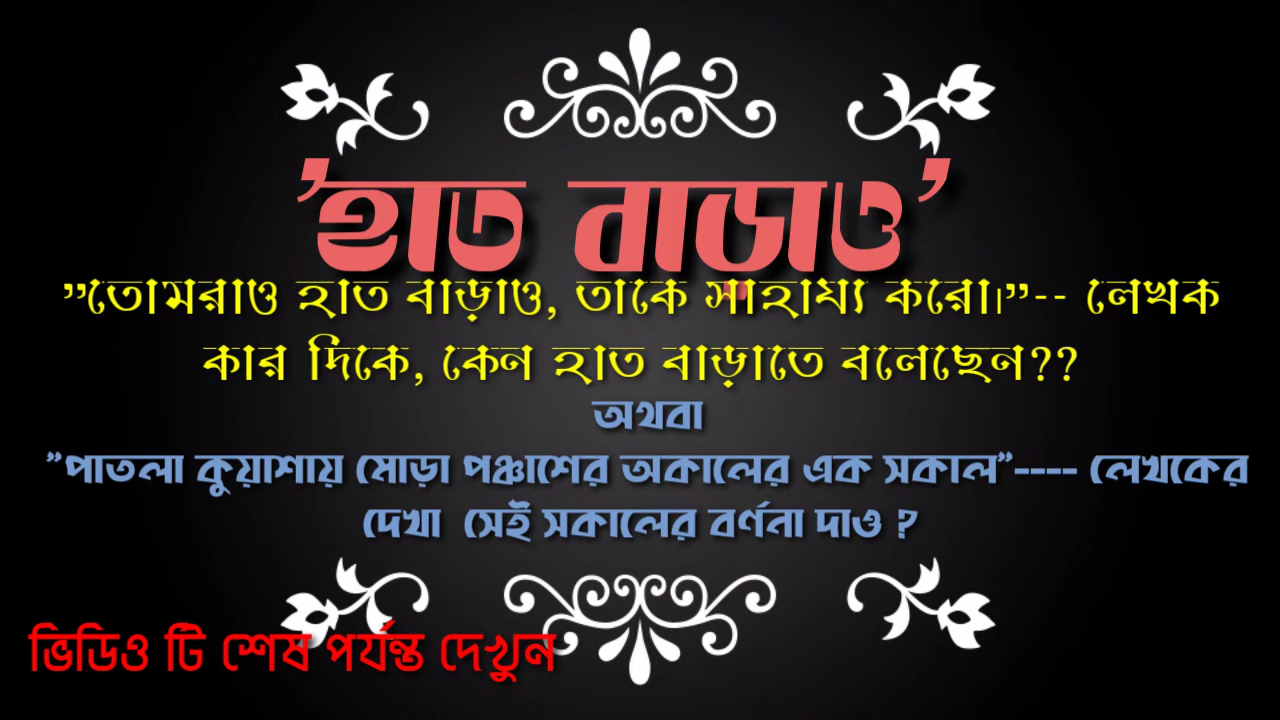 'হাত বাড়াও'
”তোমরাও হাত বাড়াও, তাকে সাহায্য করো।”-- লেখক
কার দিকে, কেন হাত বাড়াতে বলেছেন??
অথবা
”পাতলা কুয়াশায় মোড়া পঞ্চাশের অকালের এক সকাল”---- লেখকের
দেখা সেই সকালের বর্ণনা দাও ?
ভিডিও টি শেষ পর্যন্ত দেখুন